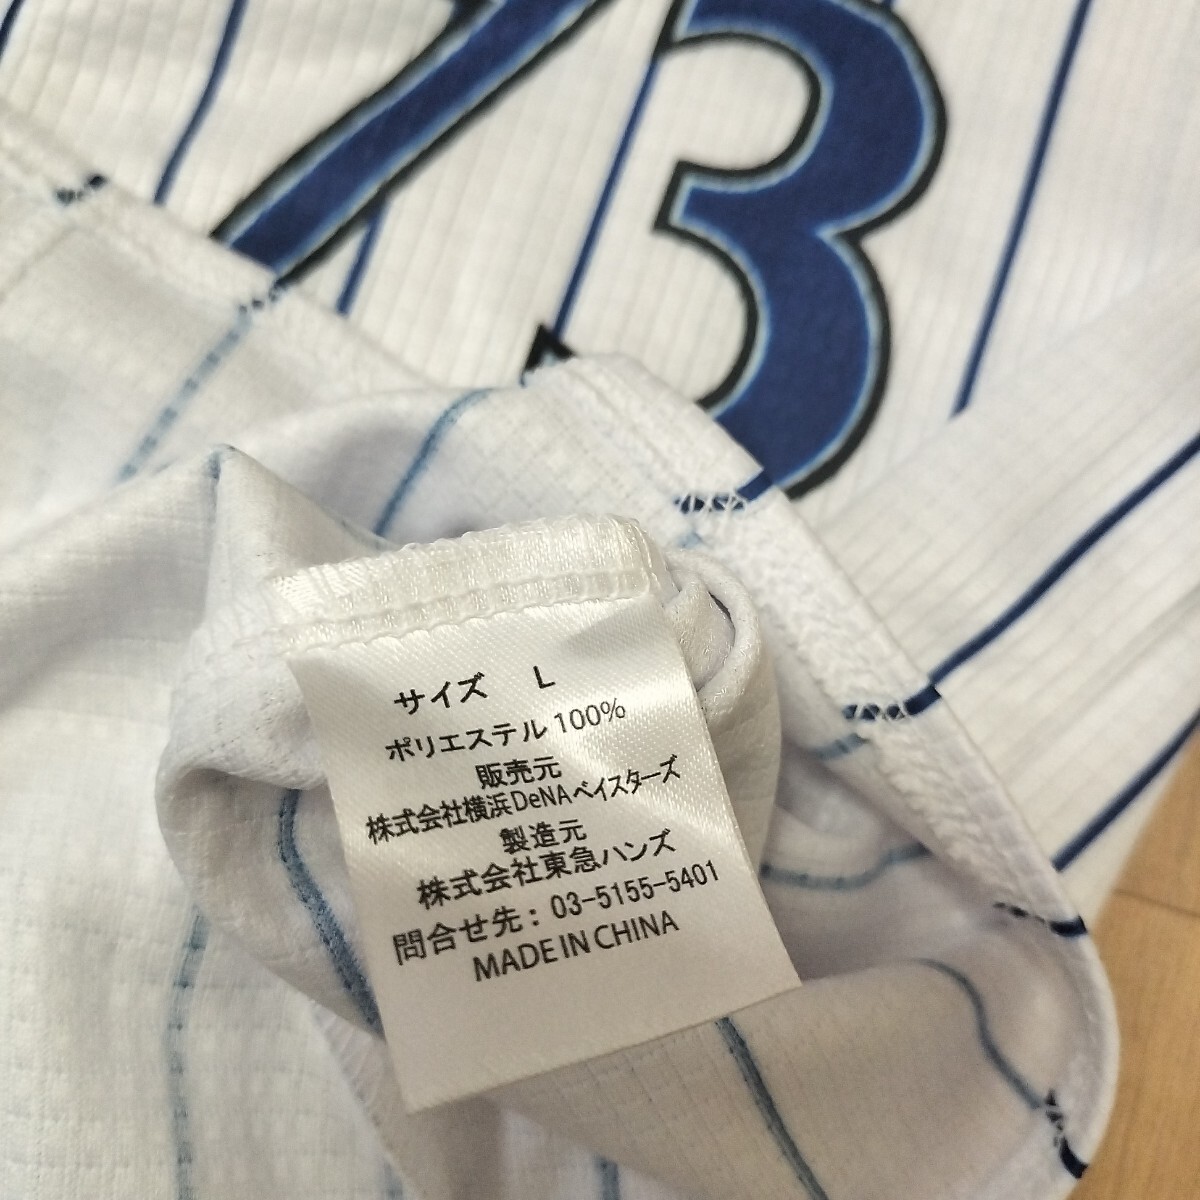 73
サイズ L
ポリエステル 100%
販売元
株式会社横浜DeNAベイスターズ
製造元
株式会社東急ハンズ
問合せ先：03-5155-5401
MADE IN CHINA